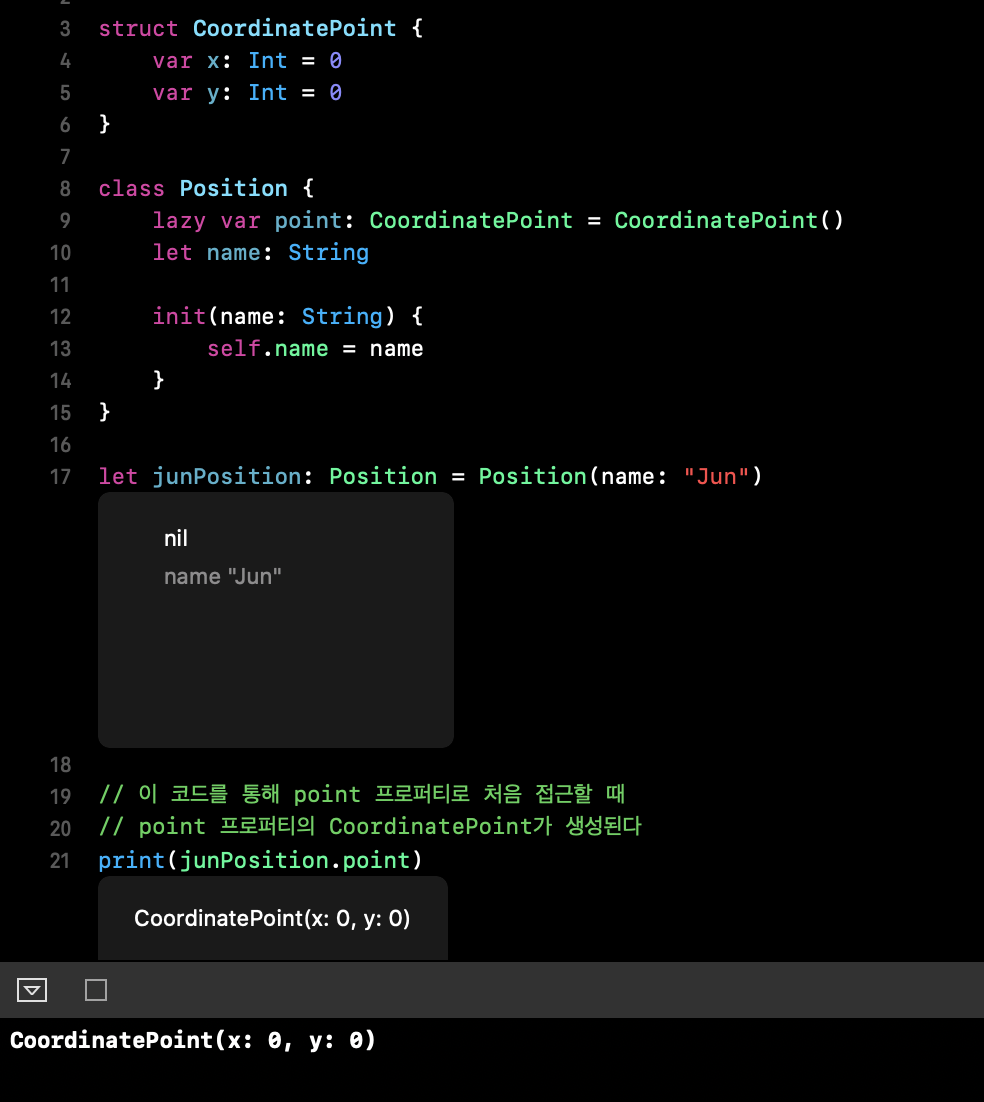 3 struct CoordinatePoint {
4     var x: Int = 0
5     var y: Int = 0
6 }
7
8 class Position {
9     lazy var point: CoordinatePoint = CoordinatePoint()
10     let name: String
11
12     init(name: String) {
13         self.name = name
14     }
15 }
16
17 let junPosition: Position = Position(name: "Jun")
nil
name "Jun"
18
19 // 이 코드를 통해 point 프로퍼티로 처음 접근할 때
20 // point 프로퍼티의 CoordinatePoint가 생성된다
21 print(junPosition.point)
CoordinatePoint(x: 0, y: 0)
CoordinatePoint(x: 0, y: 0)